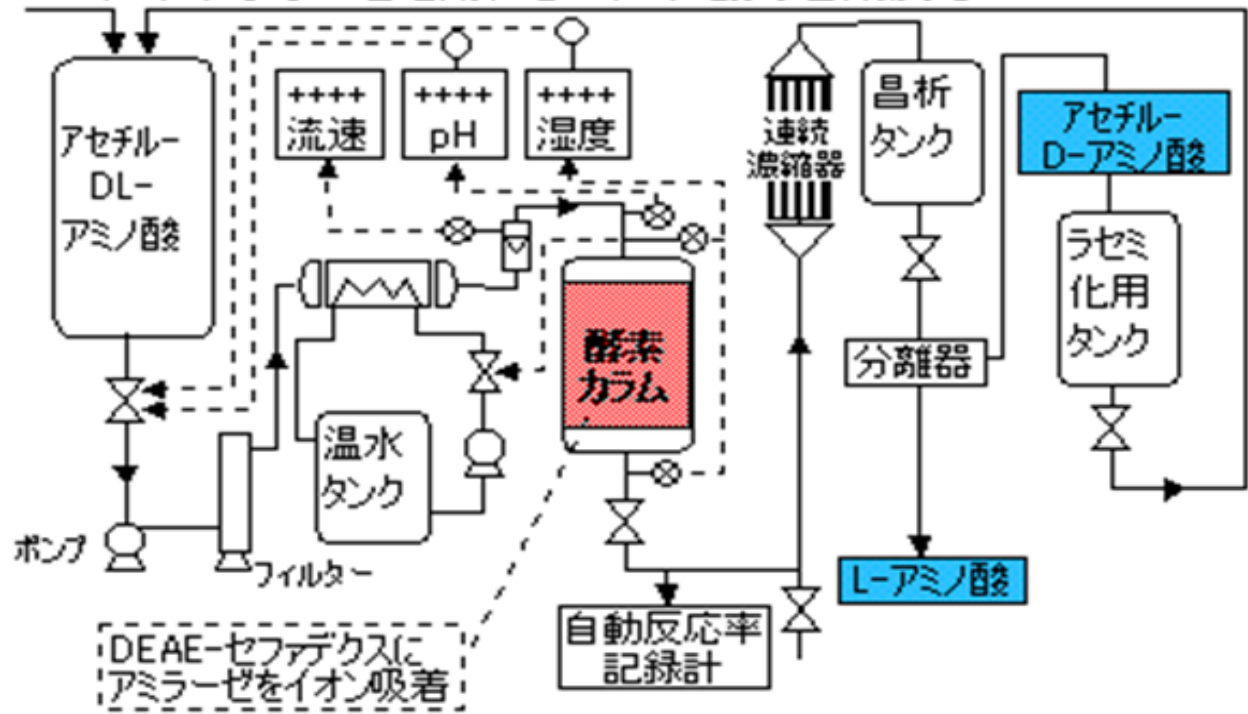 アセチルー
DL-
アミノ酸
++++
流速
++++
pH
++++
湿度
連続
濃縮器
晶析
タンク
アセチルー
D-アミノ酸
ラセミ
化用
タンク
分離器
酵素
カラム
温水
タンク
ポンプ
フィルター
L-アミノ酸
自動反応率
記録計
DEAE-セファデクスに
アミラーゼをイオン吸着